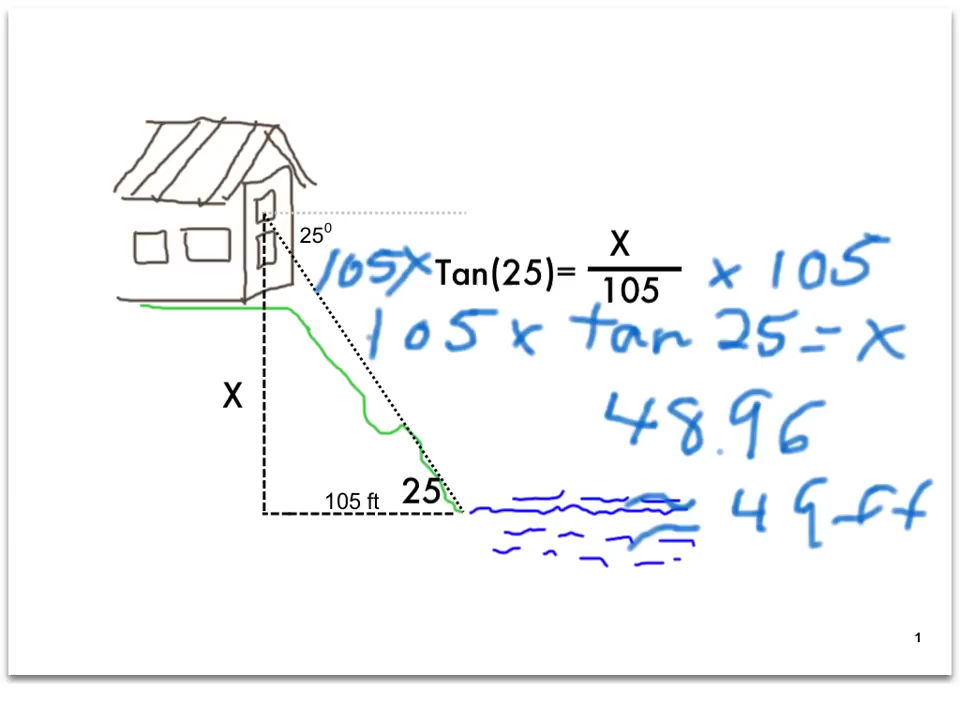 25⁰
105x Tan(25)= X/105 x 105
105 x tan 25 = x
X
48.96
105 ft 25
≈ 49 ft
1